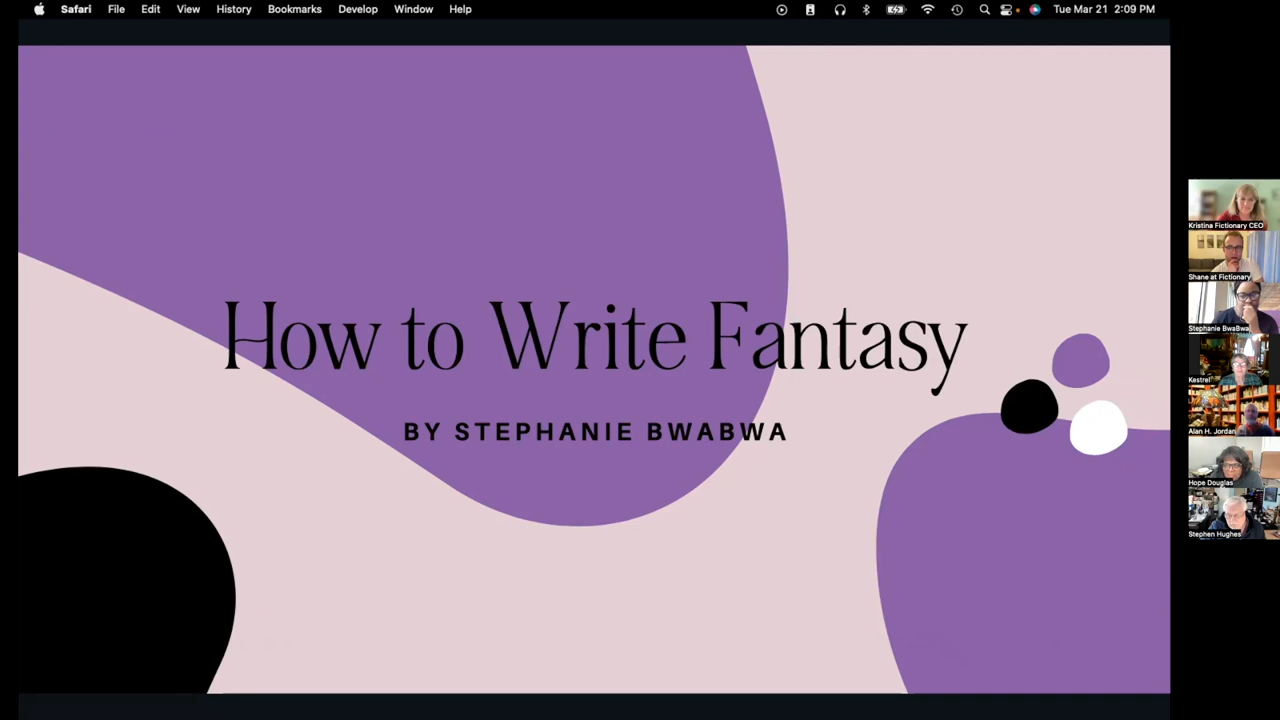 Safari File Edit View History Bookmarks Develop Window Help Tue Mar 21 2:09 PM
How to Write Fantasy
BY STEPHANIE BWABWA
Kristina Fictionary CEO
Shane at Fictionary
Stephanie BwaBwa
Kestrel
Alan H. Jordan
Hope Douglas
Stephen Hughes